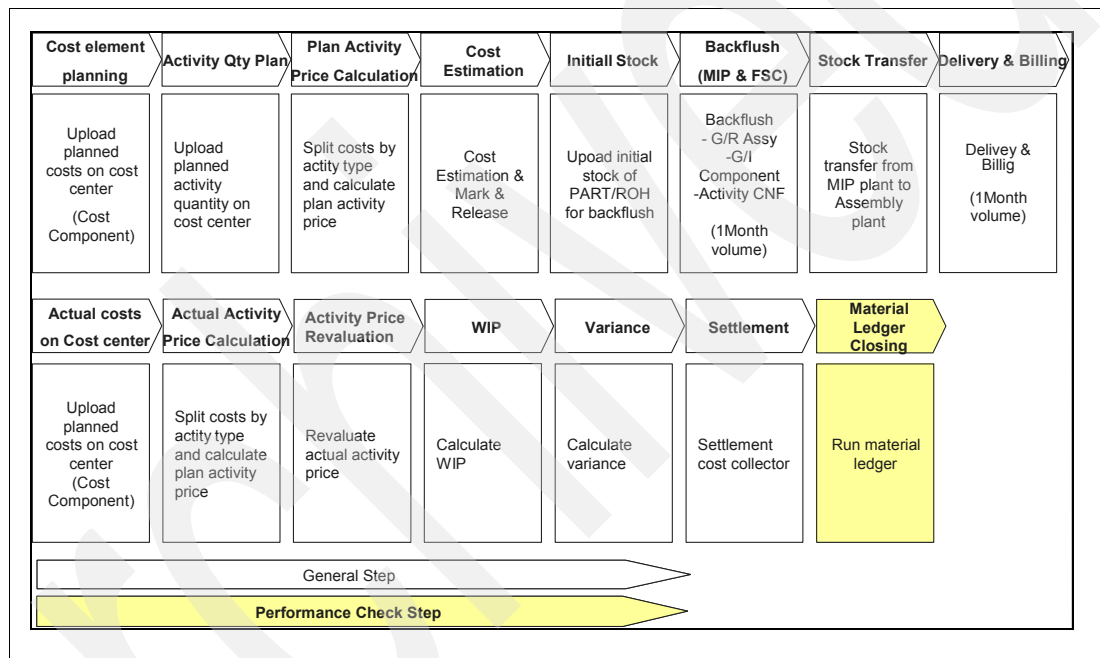 Cost element
planning
Activity Qty Plan
Plan Activity
Price Calculation
Cost
Estimation
Initiall Stock
Backflush
(MIP & FSC)
Stock Transfer
Delivery & Billing
Upload
planned
costs on cost
center
(Cost
Component)
Upload
planned
activity
quantity on
cost center
Split costs by
actity type
and calculate
plan activity
price
Cost
Estimation &
Mark &
Release
Upoad initial
stock of
PART/ROH
for backflush
Backflush
- G/R Assy
-G/I
Component
-Activity CNF
(1Month
volume)
Stock
transfer from
MIP plant to
Assembly
plant
Delivey &
Billig
(1Month
volume)
Actual costs
on Cost center
Actual Activity
Price Calculation
Activity Price
Revaluation
WIP
Variance
Settlement
Material
Ledger
Closing
Upload
planned
costs on cost
center
(Cost
Component)
Split costs by
actity type
and calculate
plan activity
price
Revaluate
actual activity
price
Calculate
WIP
Calculate
variance
Settlement
cost collector
Run material
ledger
General Step
Performance Check Step